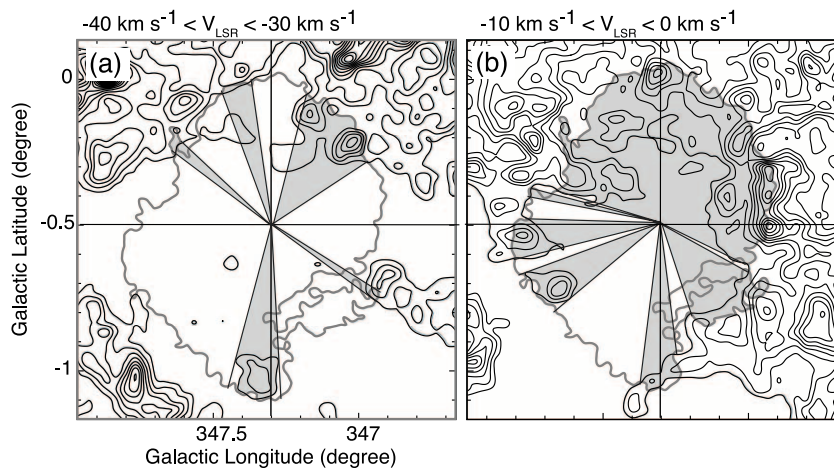 -40 km s⁻¹ < V_LSR < -30 km s⁻¹
-10 km s⁻¹ < V_LSR < 0 km s⁻¹
(a)
(b)
0
-0.5
-1
Galactic Latitude (degree)
347.5
347
Galactic Longitude (degree)